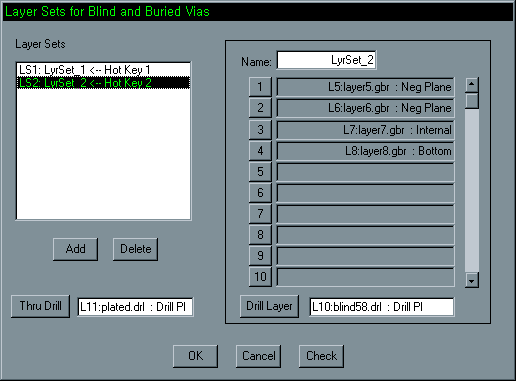 Layer Sets for Blind and Buried Vias
Layer Sets
LS1: LyrSet_1 <-- Hot Key 1
LS2: LyrSet_2 <-- Hot Key 2
Add
Delete
Thru Drill
L11:plated.drl : Drill Pl
Name:
LyrSet_2
1
L5:layer5.gbr : Neg Plane
2
L6:layer6.gbr : Neg Plane
3
L7:layer7.gbr : Internal
4
L8:layer8.gbr : Bottom
5
6
7
8
9
10
Drill Layer
L10:blind58.drl : Drill Pl
OK
Cancel
Check